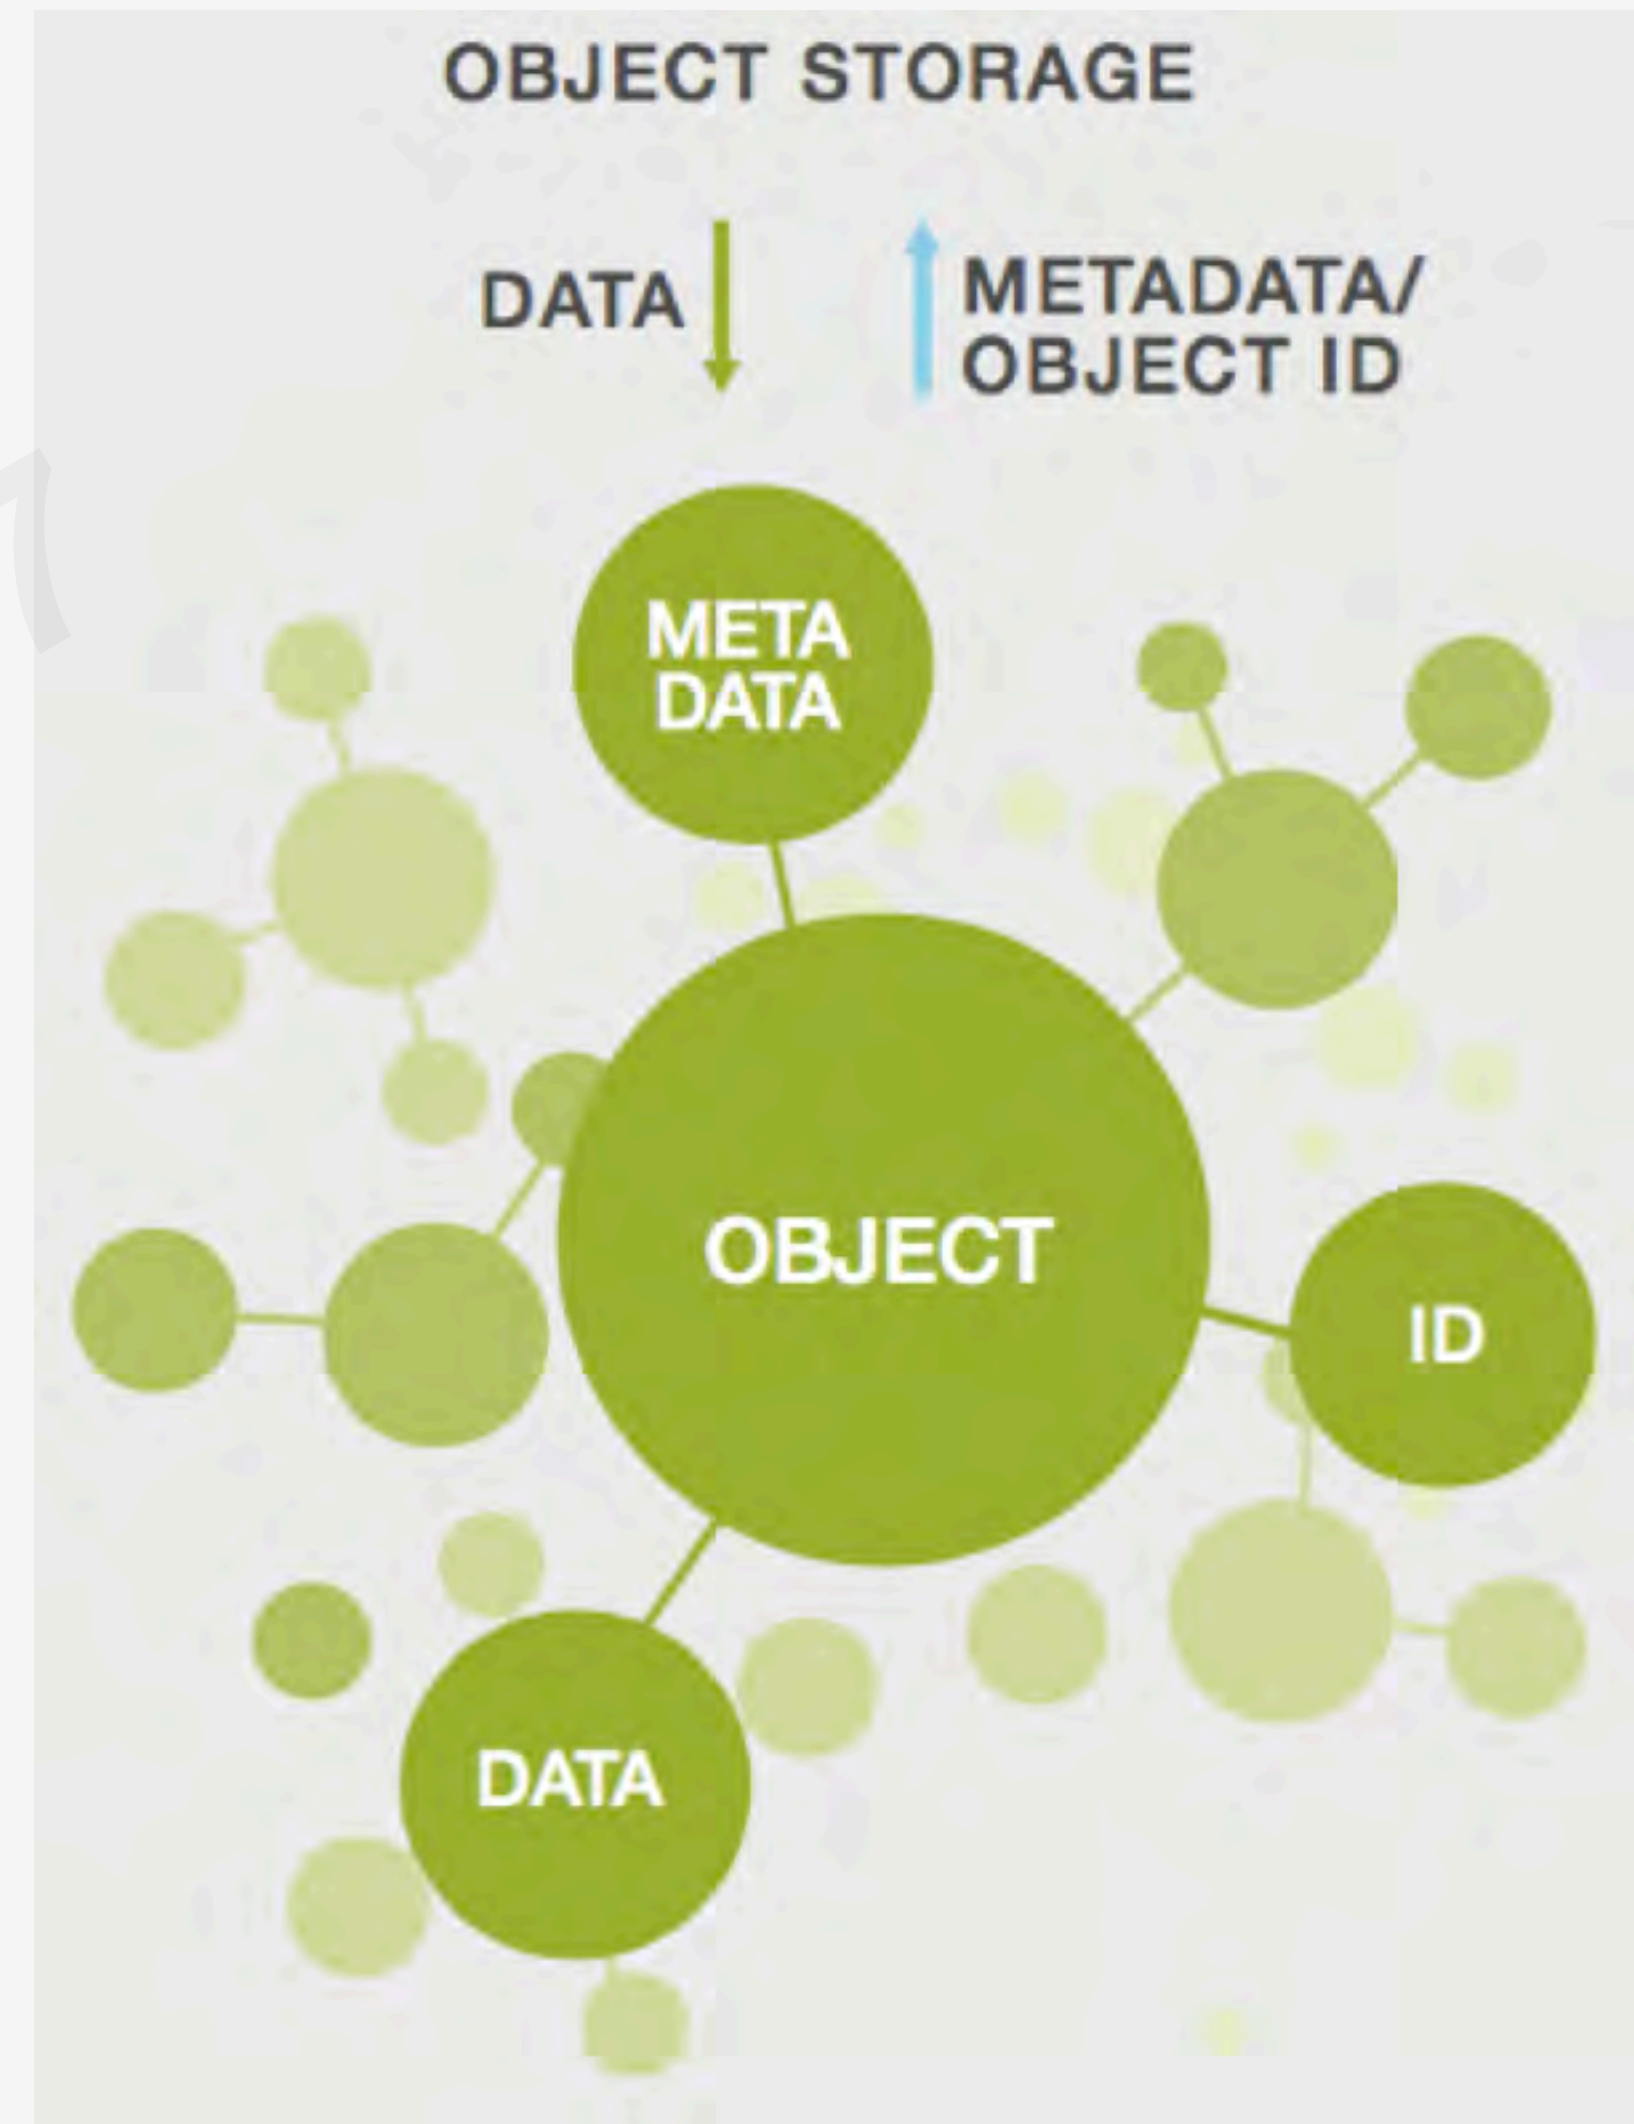 OBJECT STORAGE
DATA
METADATA/
OBJECT ID
META
DATA
OBJECT
ID
DATA